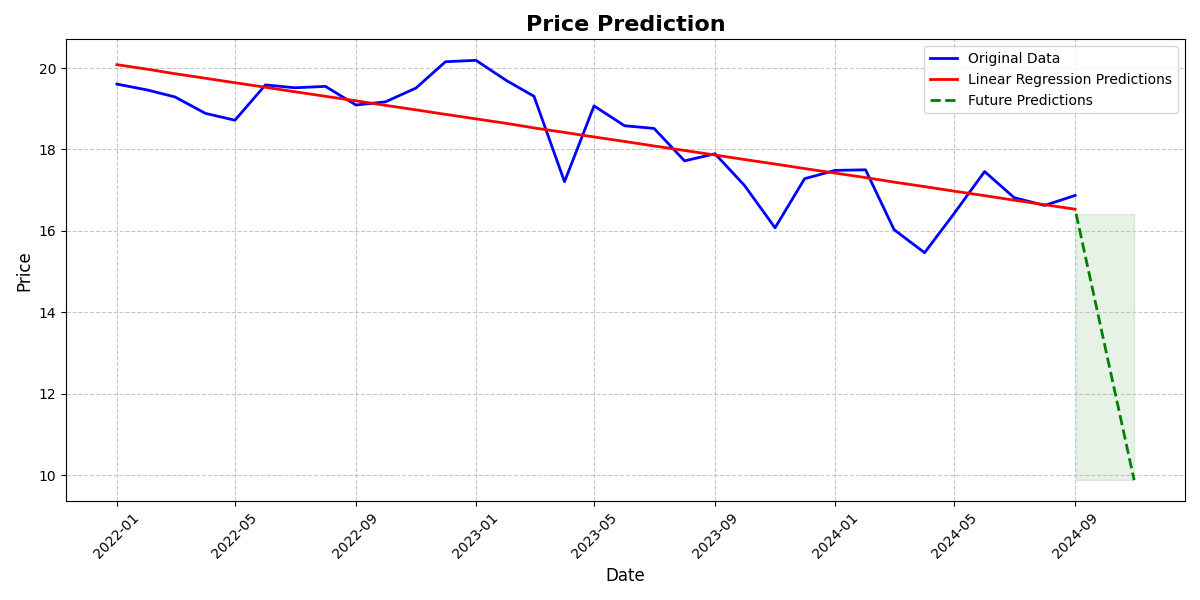 Price Prediction
Original Data
Linear Regression Predictions
Future Predictions
Price
20
18
16
14
12
10
2022-01
2022-05
2022-09
2023-01
2023-05
2023-09
2024-01
2024-05
2024-09
Date